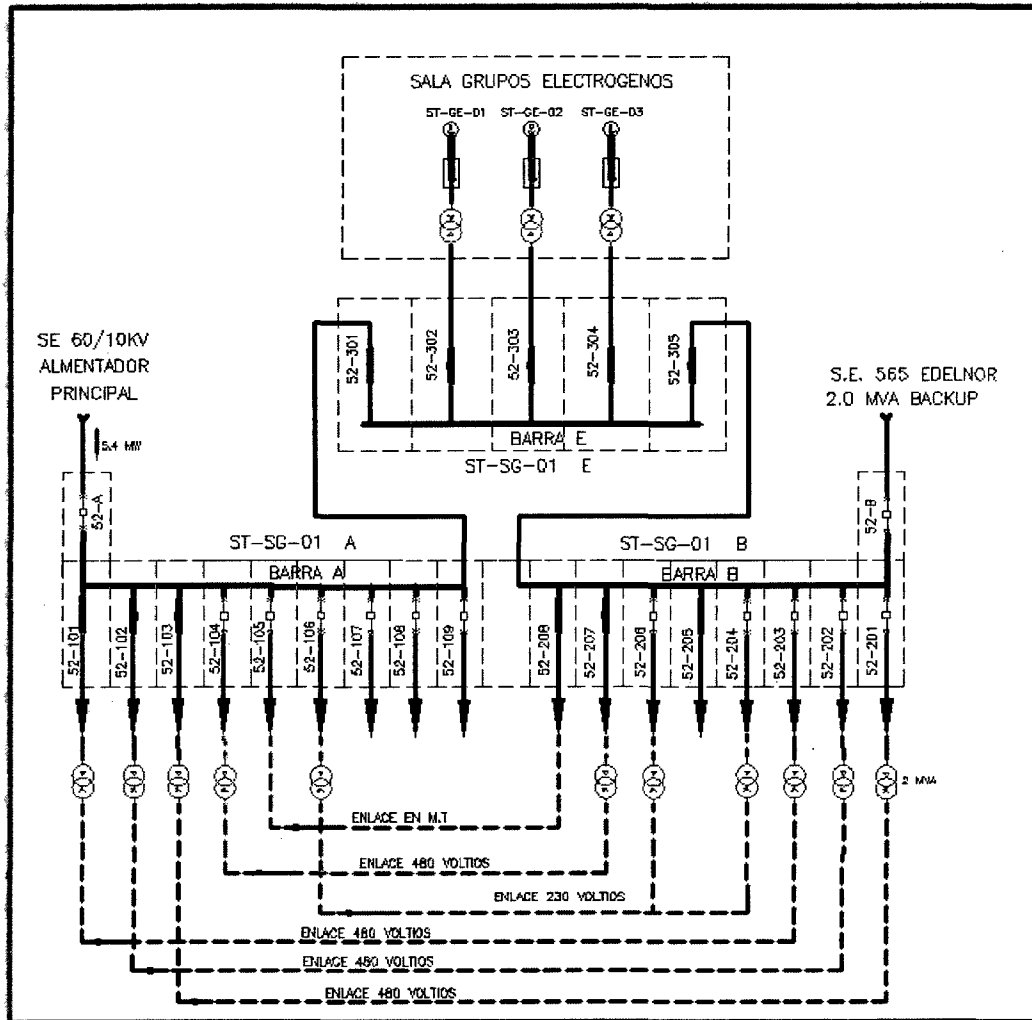 SALA GRUPOS ELECTROGENOS
ST-GE-01 ST-GE-02 ST-GE-03
52-301
52-302
52-303
52-304
52-305
BARRA E
ST-SG-01 E
SE 60/10KV
ALMENTADOR
PRINCIPAL
5.4 MW
52-A
S.E. 565 EDELNOR
2.0 MVA BACKUP
52-B
ST-SG-01 A
ST-SG-01 B
BARRA A
BARRA B
52-101
52-102
52-103
52-104
52-105
52-106
52-107
52-108
52-109
52-208
52-207
52-206
52-205
52-204
52-203
52-202
52-201
2 MVA
ENLACE EN M.T
ENLACE 480 VOLTIOS
ENLACE 230 VOLTIOS
ENLACE 480 VOLTIOS
ENLACE 480 VOLTIOS
ENLACE 480 VOLTIOS